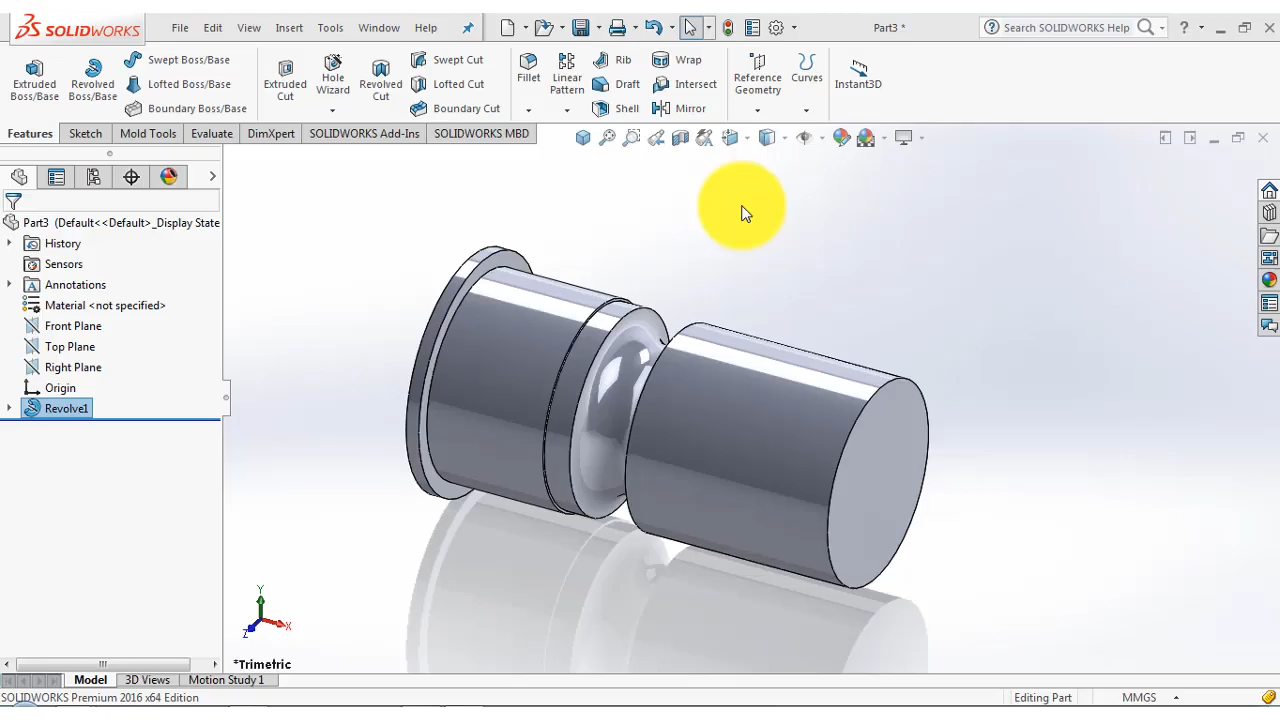 SOLIDWORKS File Edit View Insert Tools Window Help Part3 * Search SOLIDWORKS Help ?
Extruded Boss/Base
Revolved Boss/Base
Swept Boss/Base
Lofted Boss/Base
Boundary Boss/Base
Extruded Cut
Hole Wizard
Revolved Cut
Swept Cut
Lofted Cut
Boundary Cut
Fillet
Linear Pattern
Rib
Draft
Shell
Wrap
Intersect
Mirror
Reference Geometry
Curves
Instant3D
Features Sketch Mold Tools Evaluate DimXpert SOLIDWORKS Add-Ins SOLIDWORKS MBD
Part3 (Default<<Default>_Display State
History
Sensors
Annotations
Material <not specified>
Front Plane
Top Plane
Right Plane
Origin
Revolve1
Y
X
Z
*Trimetric
Model 3D Views Motion Study 1
SOLIDWORKS Premium 2016 x64 Edition Editing Part MMGS